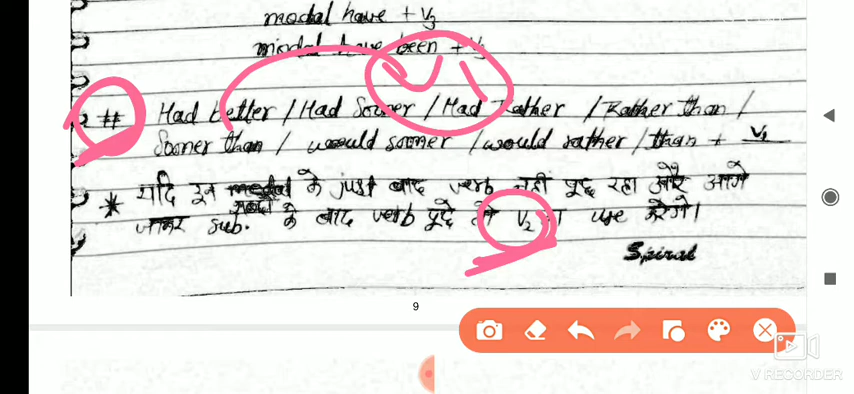 modal have + V3
modal have been + V3
# Had better / Had Sooner / Had Rather / Rather than /
Sooner than / would sooner / would rather / than + V1
* यदि इन के just बाद verb नहीं पूछ रहा और आगे
जाकर sub. के बाद verb पूछे तो V2 का use करेंगे।
Spiral
9
V RECORDER